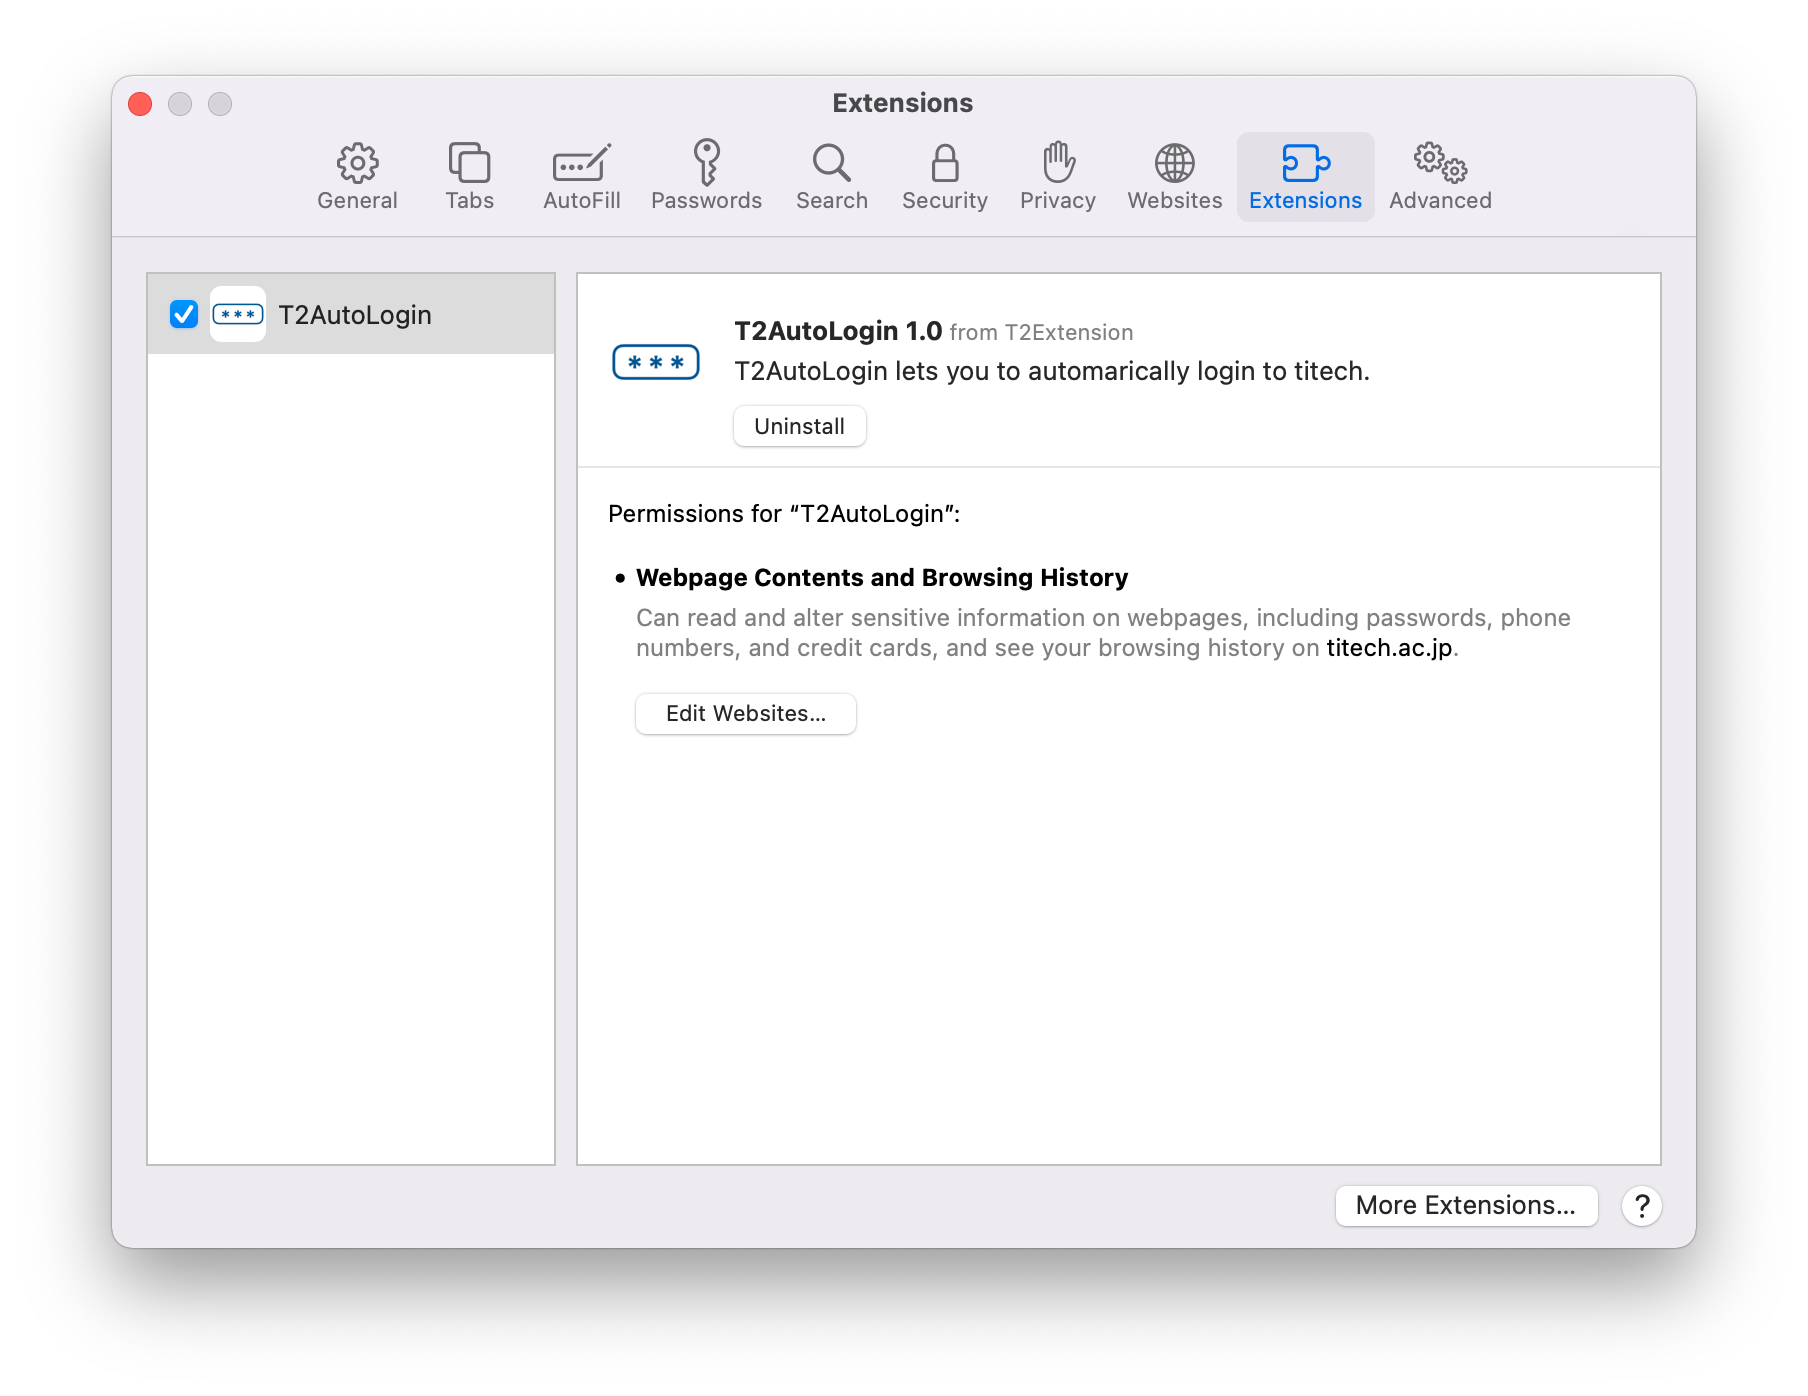 Extensions
General Tabs AutoFill Passwords Search Security Privacy Websites Extensions Advanced
*** T2AutoLogin
T2AutoLogin 1.0 from T2Extension
***
T2AutoLogin lets you to automarically login to titech.
Uninstall
Permissions for “T2AutoLogin”:
• Webpage Contents and Browsing History
Can read and alter sensitive information on webpages, including passwords, phone
numbers, and credit cards, and see your browsing history on titech.ac.jp.
Edit Websites...
More Extensions... ?